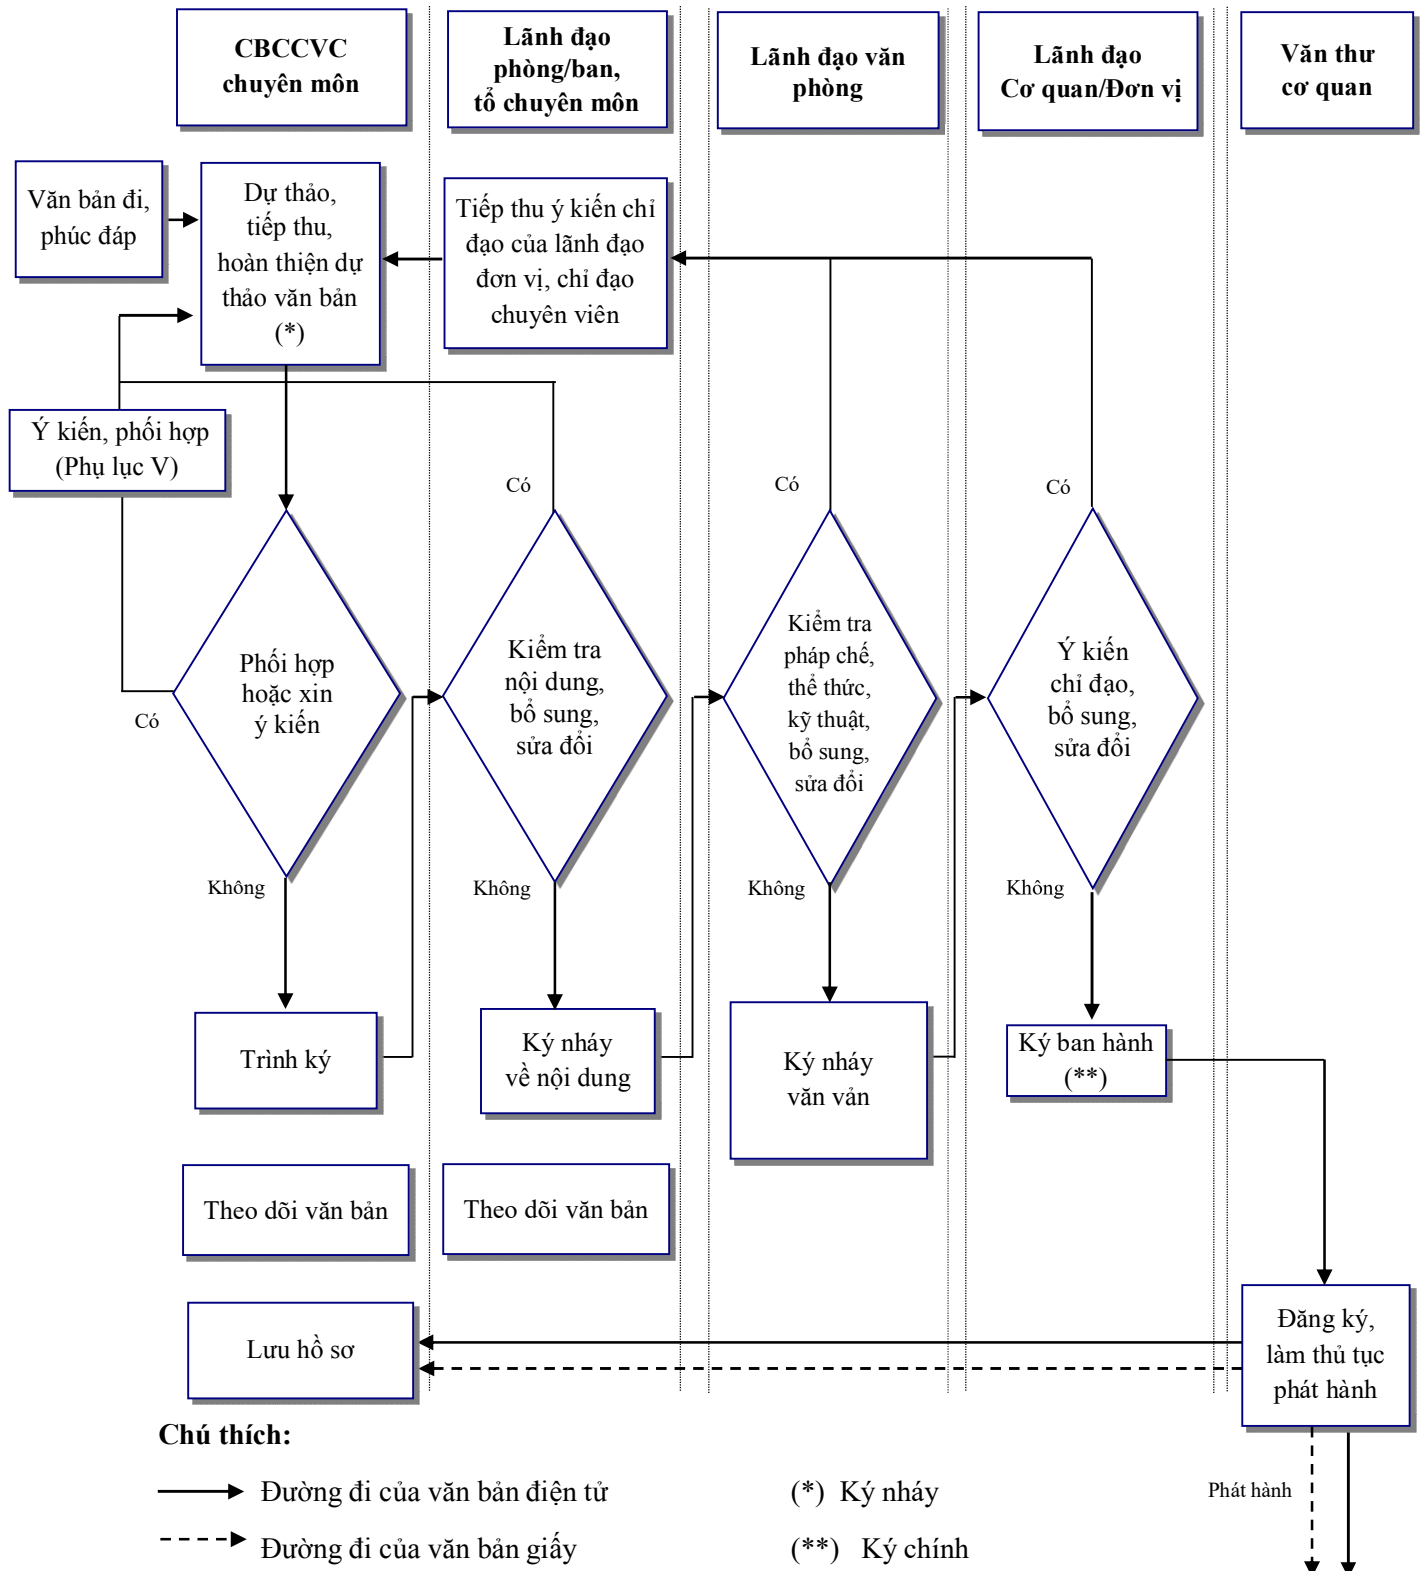 CBCCVC
chuyên môn
Lãnh đạo
phòng/ban,
tổ chuyên môn
Lãnh đạo văn
phòng
Lãnh đạo
Cơ quan/Đơn vị
Văn thư
cơ quan
Văn bản đi,
phúc đáp
Dự thảo,
tiếp thu,
hoàn thiện dự
thảo văn bản
(*)
Tiếp thu ý kiến chỉ
đạo của lãnh đạo
đơn vị, chỉ đạo
chuyên viên
Ý kiến, phối hợp
(Phụ lục V)
Có
Có
Có
Phối hợp
hoặc xin
ý kiến
Có
Kiểm tra
nội dung,
bổ sung,
sửa đổi
Kiểm tra
pháp chế,
thể thức,
kỹ thuật,
bổ sung,
sửa đổi
Ý kiến
chỉ đạo,
bổ sung,
sửa đổi
Không
Không
Không
Không
Trình ký
Ký nháy
về nội dung
Ký nháy
văn vản
Ký ban hành
(**)
Theo dõi văn bản
Theo dõi văn bản
Lưu hồ sơ
Đăng ký,
làm thủ tục
phát hành
Chú thích:
Đường đi của văn bản điện tử
(*) Ký nháy
Phát hành
Đường đi của văn bản giấy
(**) Ký chính